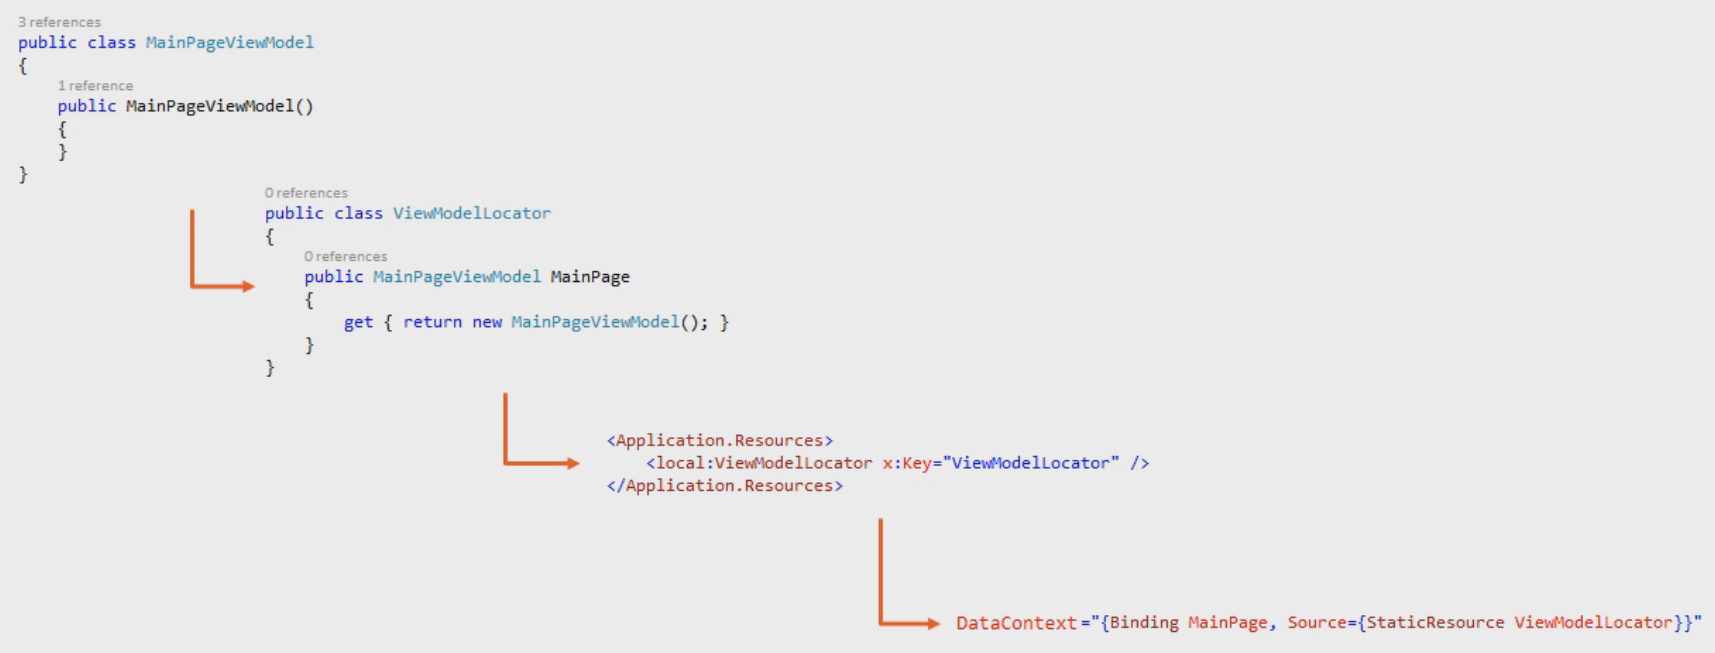 3 references
public class MainPageViewModel
{
1 reference
public MainPageViewModel()
{
}
}
0 references
public class ViewModelLocator
{
0 references
public MainPageViewModel MainPage
{
get { return new MainPageViewModel(); }
}
}
<Application.Resources>
<local:ViewModelLocator x:Key="ViewModelLocator" />
</Application.Resources>
DataContext="{Binding MainPage, Source={StaticResource ViewModelLocator}}"